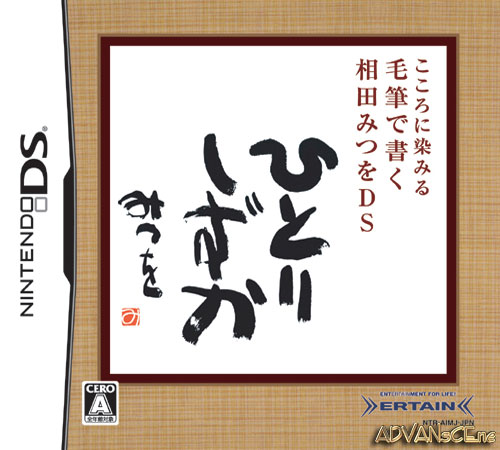 こころに染みる
毛筆で書く
相田みつをDS
ひとり
しずか
みつを
み
NINTENDO DS
CERO
A
全年齢対象
ENTERTAINMENT FOR LIFE!
ERTAIN
NTR-AIMJ-JPN
ADVANsCEne